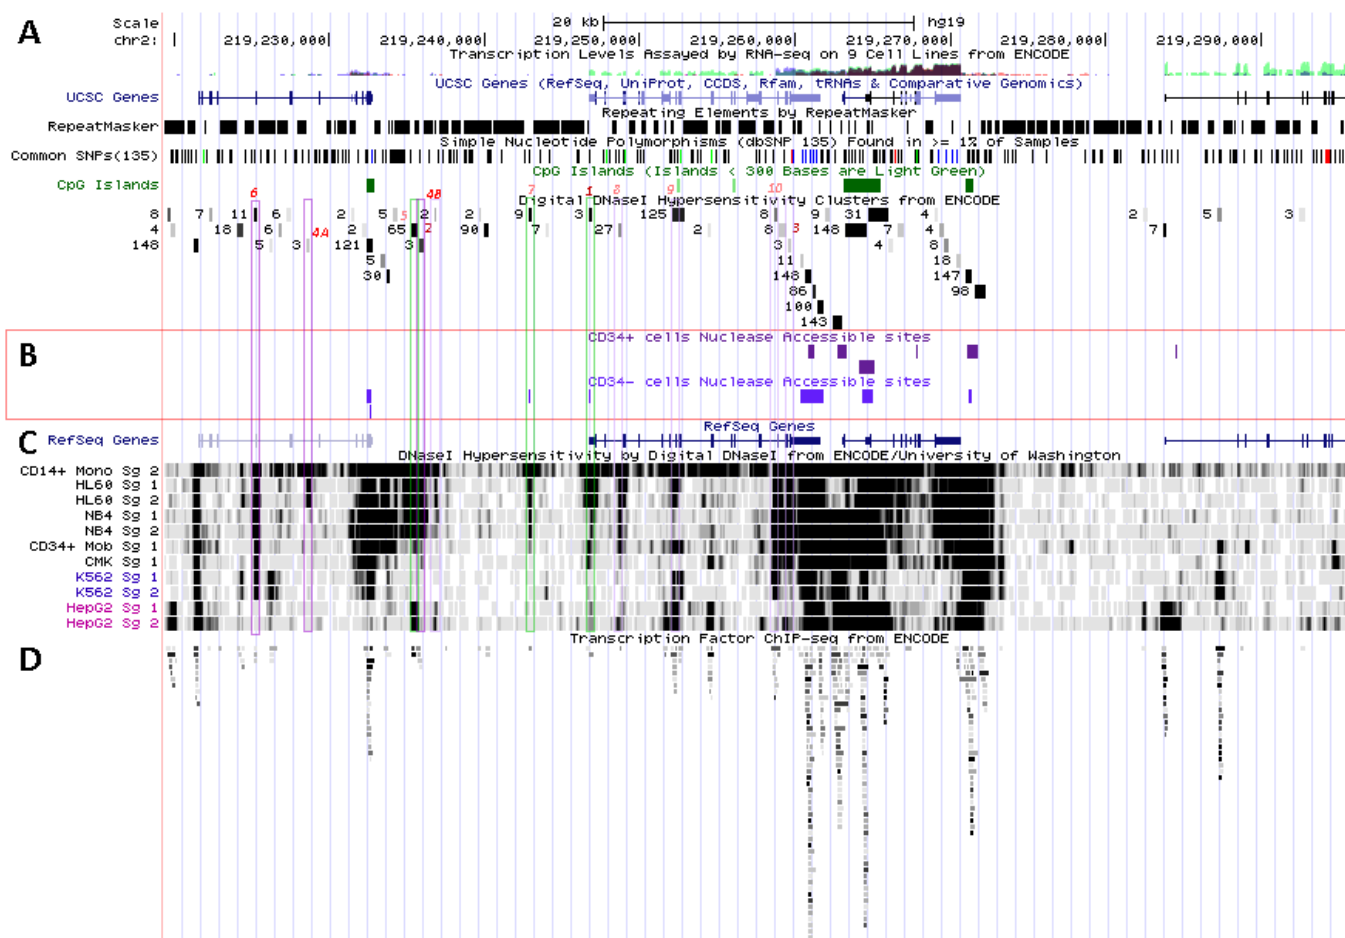 A
Scale 20 kb hg19
chr2: 219,230,000 219,240,000 219,250,000 219,260,000 219,270,000 219,280,000 219,290,000
Transcription Levels Assayed by RNA-seq on 9 Cell Lines from ENCODE
UCSC Genes (RefSeq, UniProt, CCDS, Rfam, tRNAs & Comparative Genomics)
UCSC Genes
Repeating Elements by RepeatMasker
RepeatMasker
Simple Nucleotide Polymorphisms (dbSNP 135) Found in >= 1% of Samples
Common SNPs(135)
CpG Islands (Islands < 300 Bases are Light Green)
CpG Islands
6 4B 7 1 8 9 10
Digital DNaseI Hypersensitivity Clusters from ENCODE
8 7 11 6 2 5 5 2 2 9 3 125 8 9 31 4 2 5 3
4 18 6 4A 2 65 2 90 7 27 2 8 3 148 7 4 7
148 5 3 121 3 3 4 8
5 11 18
30 148 147
86 98
100
143
B
CD34+ cells Nuclease Accessible sites
CD34- cells Nuclease Accessible sites
C
RefSeq Genes
RefSeq Genes
DNaseI Hypersensitivity by Digital DNaseI from ENCODE/University of Washington
CD14+ Mono Sg 2
HL60 Sg 1
HL60 Sg 2
NB4 Sg 1
NB4 Sg 2
CD34+ Mob Sg 1
CMK Sg 1
K562 Sg 1
K562 Sg 2
HepG2 Sg 1
HepG2 Sg 2
Transcription Factor ChIP-seq from ENCODE
D